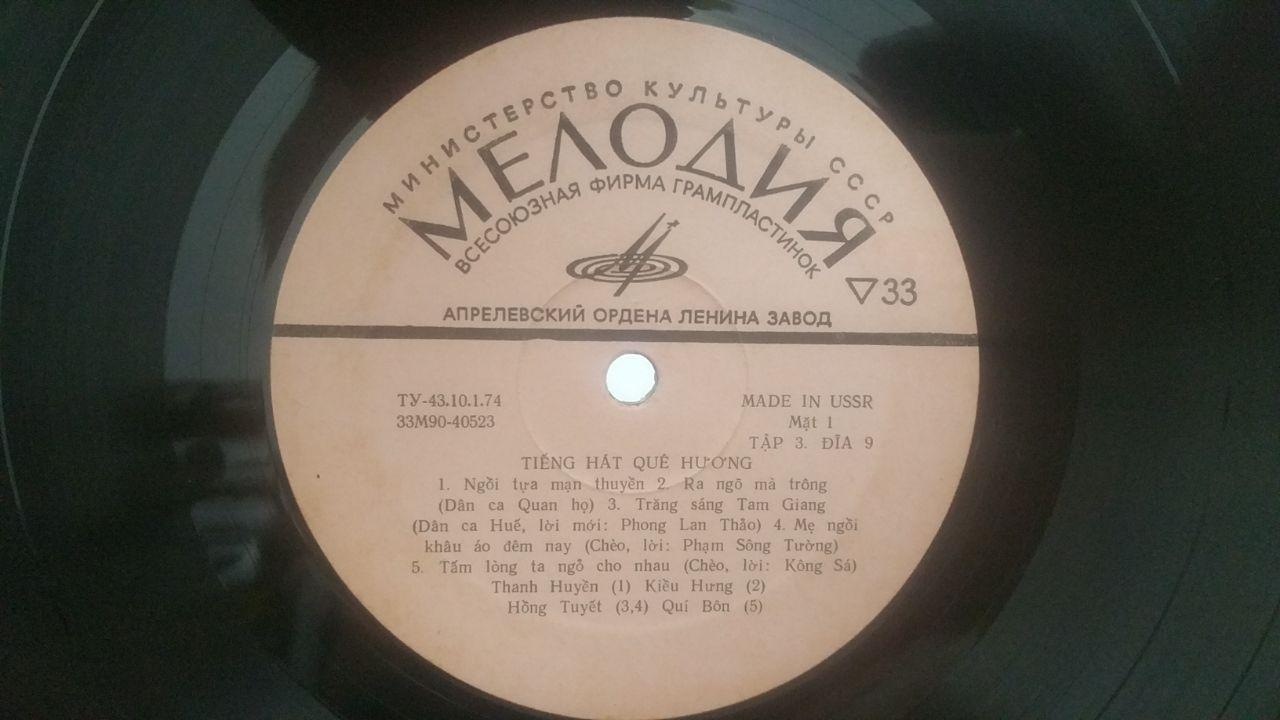 МИНИСТЕРСТВО КУЛЬТУРЫ СССР
МЕЛОДИЯ
ВСЕСОЮЗНАЯ ФИРМА ГРАМПЛАСТИНОК
▽33
АПРЕЛЕВСКИЙ ОРДЕНА ЛЕНИНА ЗАВОД
ТУ-43.10.1.74
33М90-40523
MADE IN USSR
Mặt 1
TẬP 3. ĐĨA 9
TIẾNG HÁT QUÊ HƯƠNG
1. Ngồi tựa mạn thuyền 2. Ra ngõ mà trông
(Dân ca Quan họ) 3. Trăng sáng Tam Giang
(Dân ca Huế, lời mới: Phong Lan Thảo) 4. Mẹ ngồi
khâu áo đêm nay (Chèo, lời: Phạm Sông Tường)
5. Tấm lòng ta ngỏ cho nhau (Chèo, lời: Kông Sá)
Thanh Huyền (1) Kiều Hưng (2)
Hồng Tuyết (3,4) Quí Bôn (5)